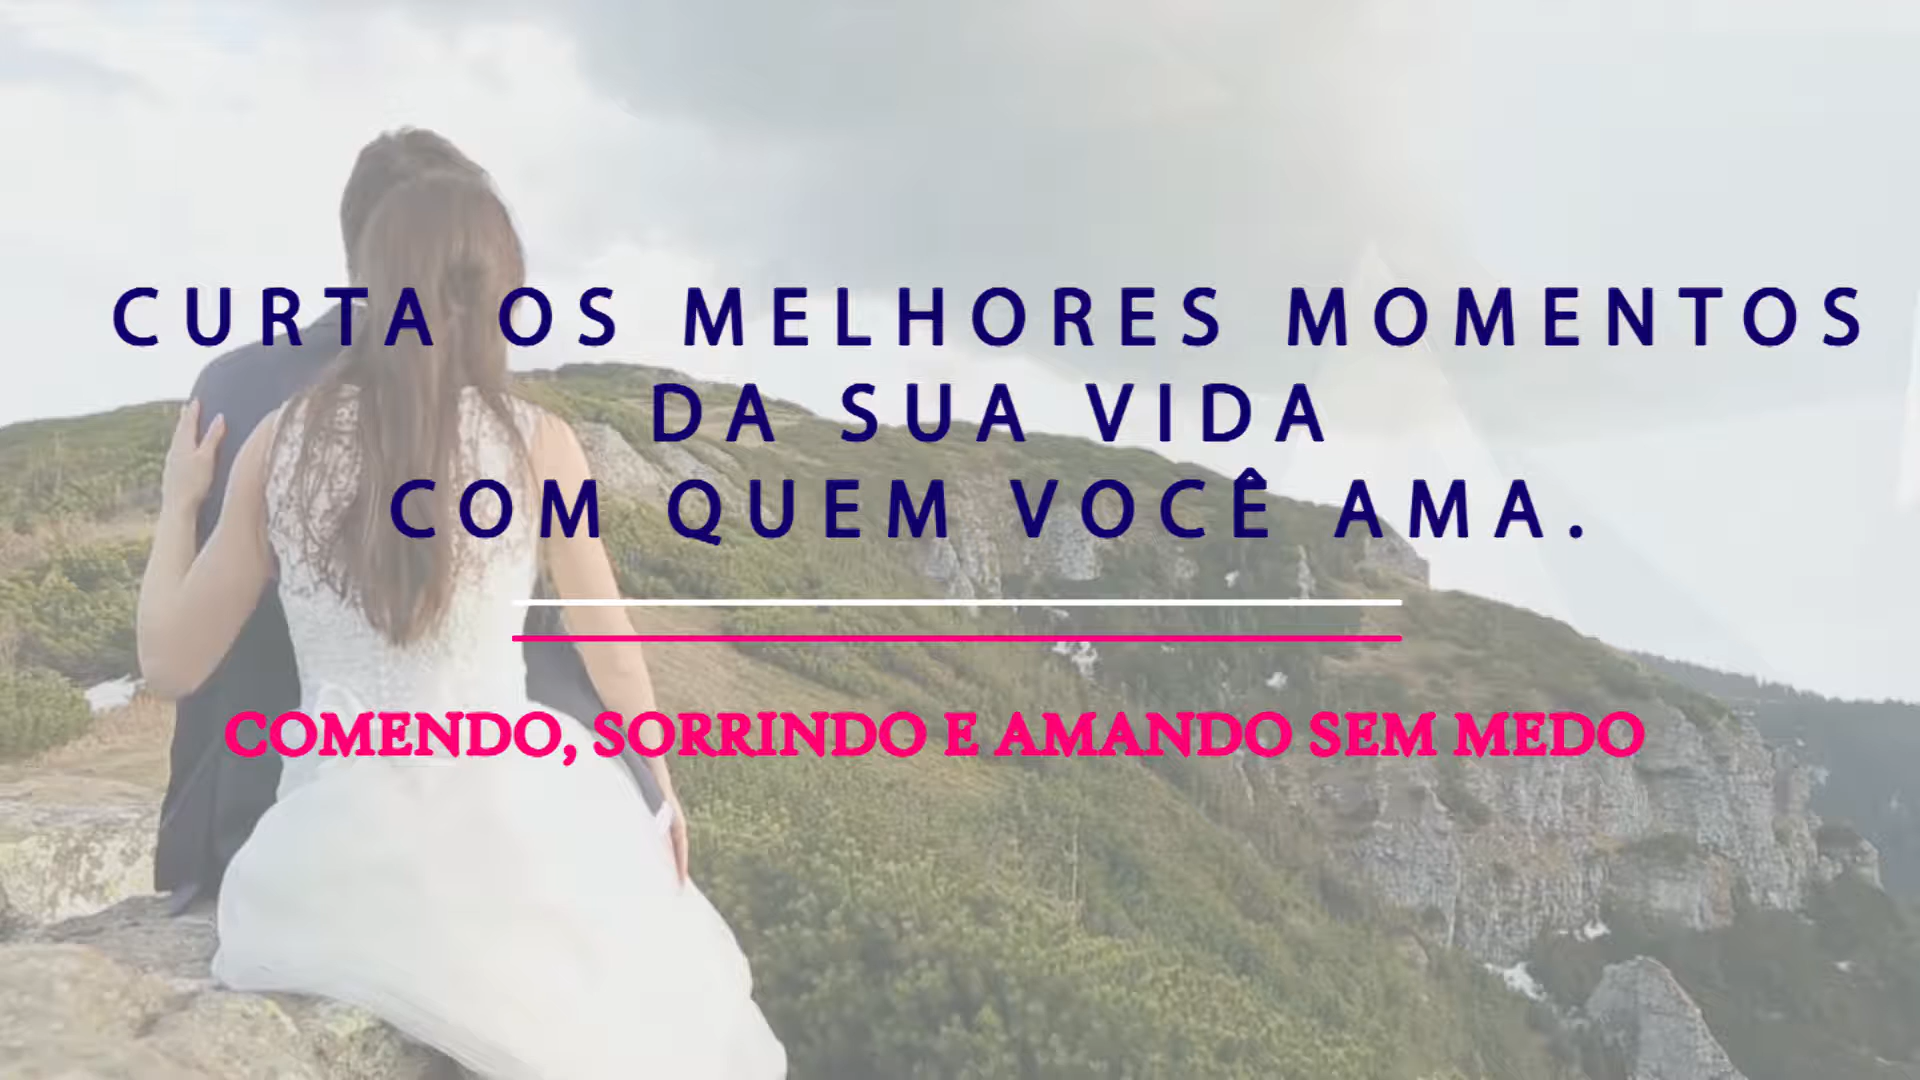 CURTA OS MELHORES MOMENTOS
DA SUA VIDA
COM QUEM VOCÊ AMA.
COMENDO, SORRINDO E AMANDO SEM MEDO